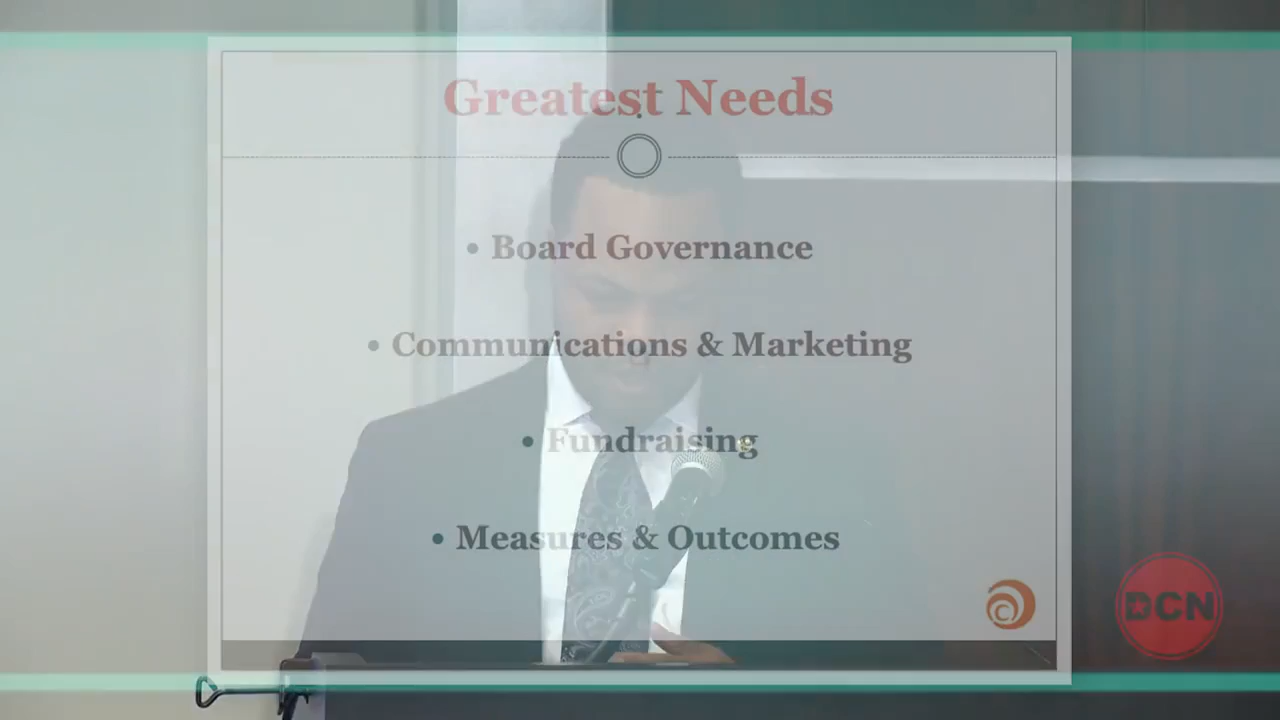 Greatest Needs
• Board Governance
• Communications & Marketing
• Fundraising
• Measures & Outcomes
DCN